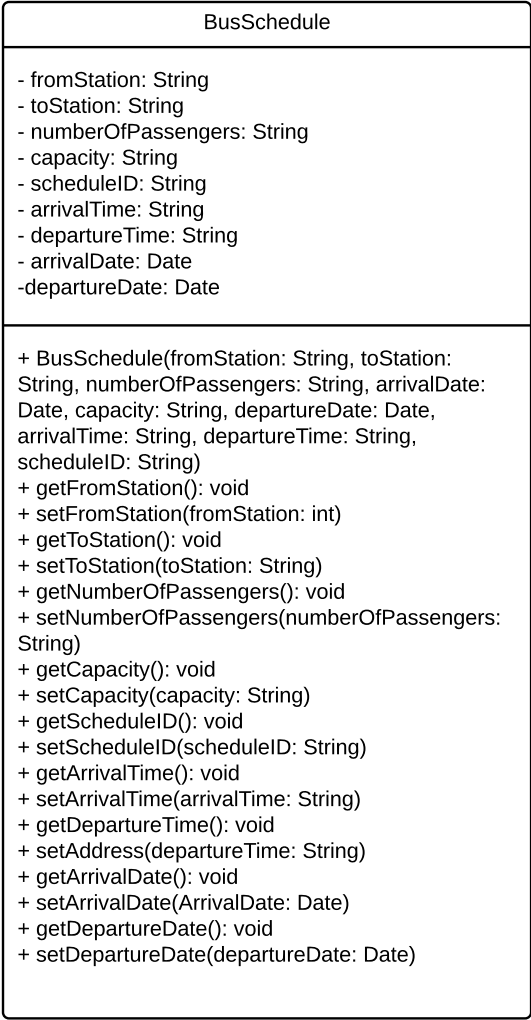 BusSchedule
- fromStation: String
- toStation: String
- numberOfPassengers: String
- capacity: String
- scheduleID: String
- arrivalTime: String
- departureTime: String
- arrivalDate: Date
-departureDate: Date
+ BusSchedule(fromStation: String, toStation:
String, numberOfPassengers: String, arrivalDate:
Date, capacity: String, departureDate: Date,
arrivalTime: String, departureTime: String,
scheduleID: String)
+ getFromStation(): void
+ setFromStation(fromStation: int)
+ getToStation(): void
+ setToStation(toStation: String)
+ getNumberOfPassengers(): void
+ setNumberOfPassengers(numberOfPassengers:
String)
+ getCapacity(): void
+ setCapacity(capacity: String)
+ getScheduleID(): void
+ setScheduleID(scheduleID: String)
+ getArrivalTime(): void
+ setArrivalTime(arrivalTime: String)
+ getDepartureTime(): void
+ setAddress(departureTime: String)
+ getArrivalDate(): void
+ setArrivalDate(ArrivalDate: Date)
+ getDepartureDate(): void
+ setDepartureDate(departureDate: Date)